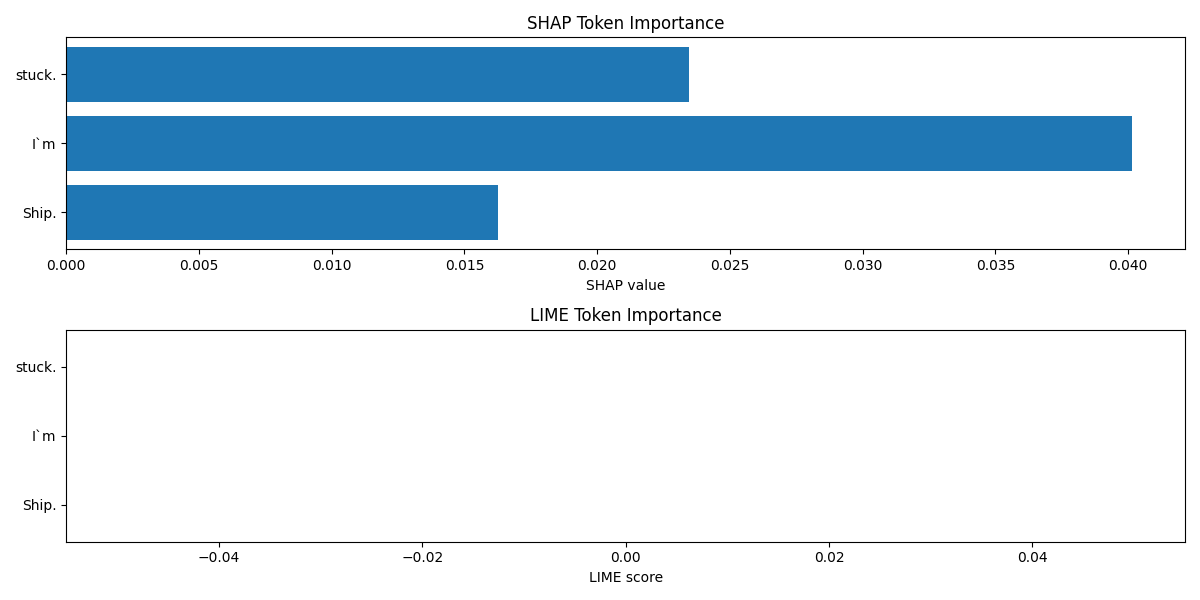 SHAP Token Importance
stuck.
I`m
Ship.
0.000 0.005 0.010 0.015 0.020 0.025 0.030 0.035 0.040
SHAP value
LIME Token Importance
stuck.
I`m
Ship.
−0.04 −0.02 0.00 0.02 0.04
LIME score